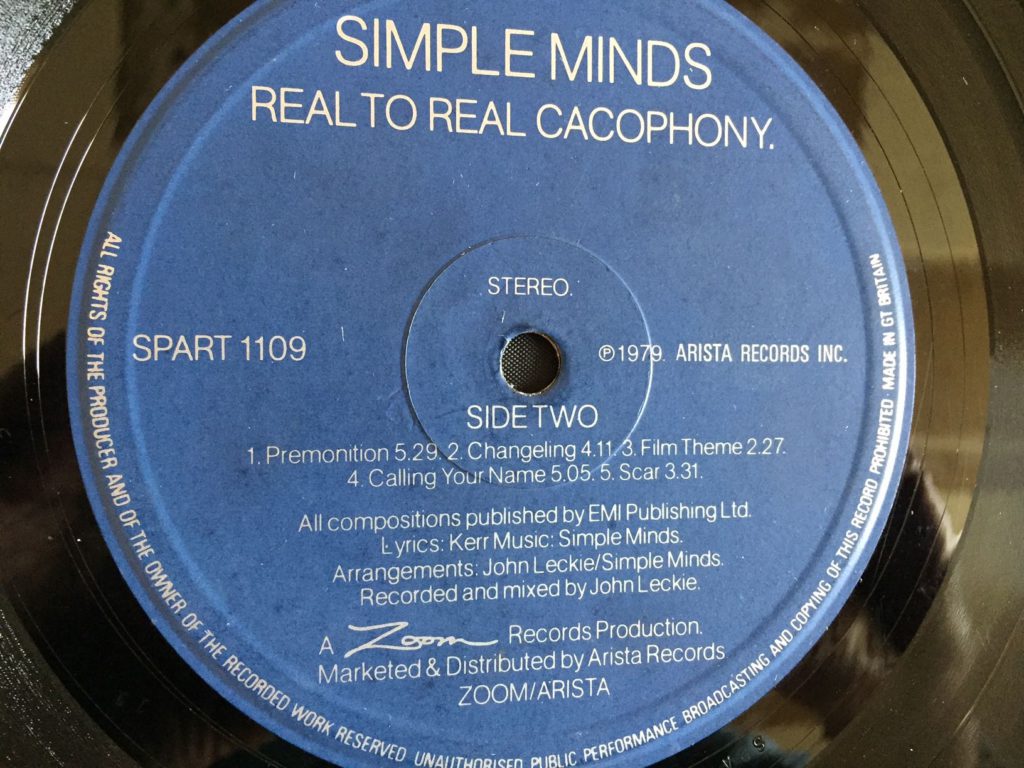 SIMPLE MINDS
REAL TO REAL CACOPHONY.
STEREO.
SPART 1109
℗1979. ARISTA RECORDS INC.
SIDE TWO
1. Premonition 5.29. 2. Changeling 4.11. 3. Film Theme 2.27.
4. Calling Your Name 5.05. 5. Scar 3.31.
All compositions published by EMI Publishing Ltd.
Lyrics: Kerr Music: Simple Minds.
Arrangements: John Leckie/Simple Minds.
Recorded and mixed by John Leckie.
A Zoom Records Production.
Marketed & Distributed by Arista Records
ZOOM/ARISTA
ALL RIGHTS OF THE PRODUCER AND OF THE OWNER OF THE RECORDED WORK RESERVED UNAUTHORISED PUBLIC PERFORMANCE BROADCASTING AND COPYING OF THIS RECORD PROHIBITED · MADE IN GT BRITAIN